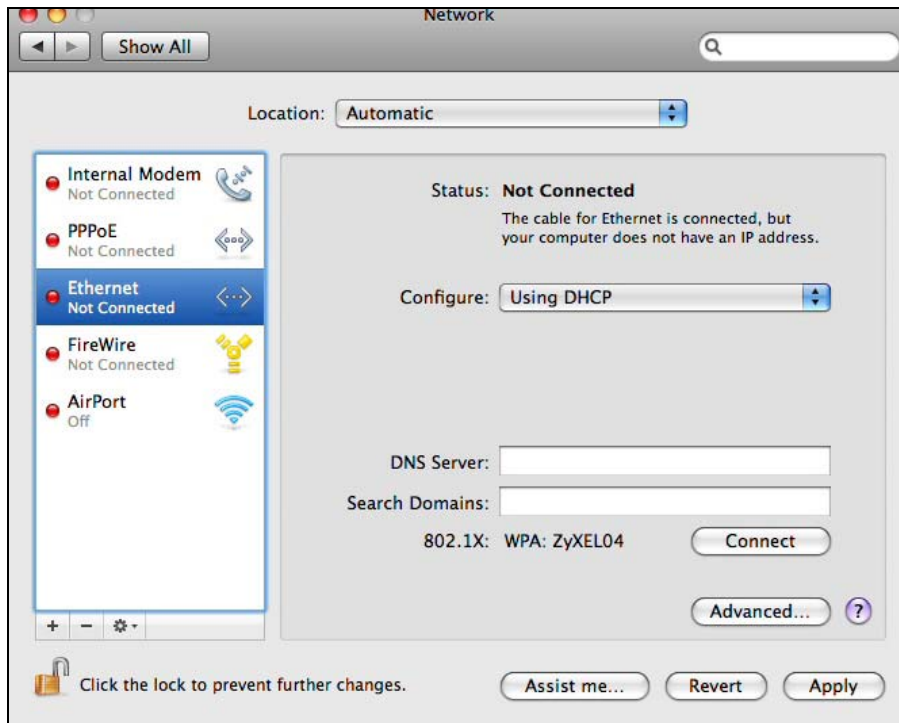 Network
Show All
Location: Automatic
Internal Modem
Not Connected
PPPoE
Not Connected
Ethernet
Not Connected
FireWire
Not Connected
AirPort
Off
Status: Not Connected
The cable for Ethernet is connected, but
your computer does not have an IP address.
Configure: Using DHCP
DNS Server:
Search Domains:
802.1X: WPA: ZyXEL04 Connect
Advanced... ?
Click the lock to prevent further changes.
Assist me... Revert Apply